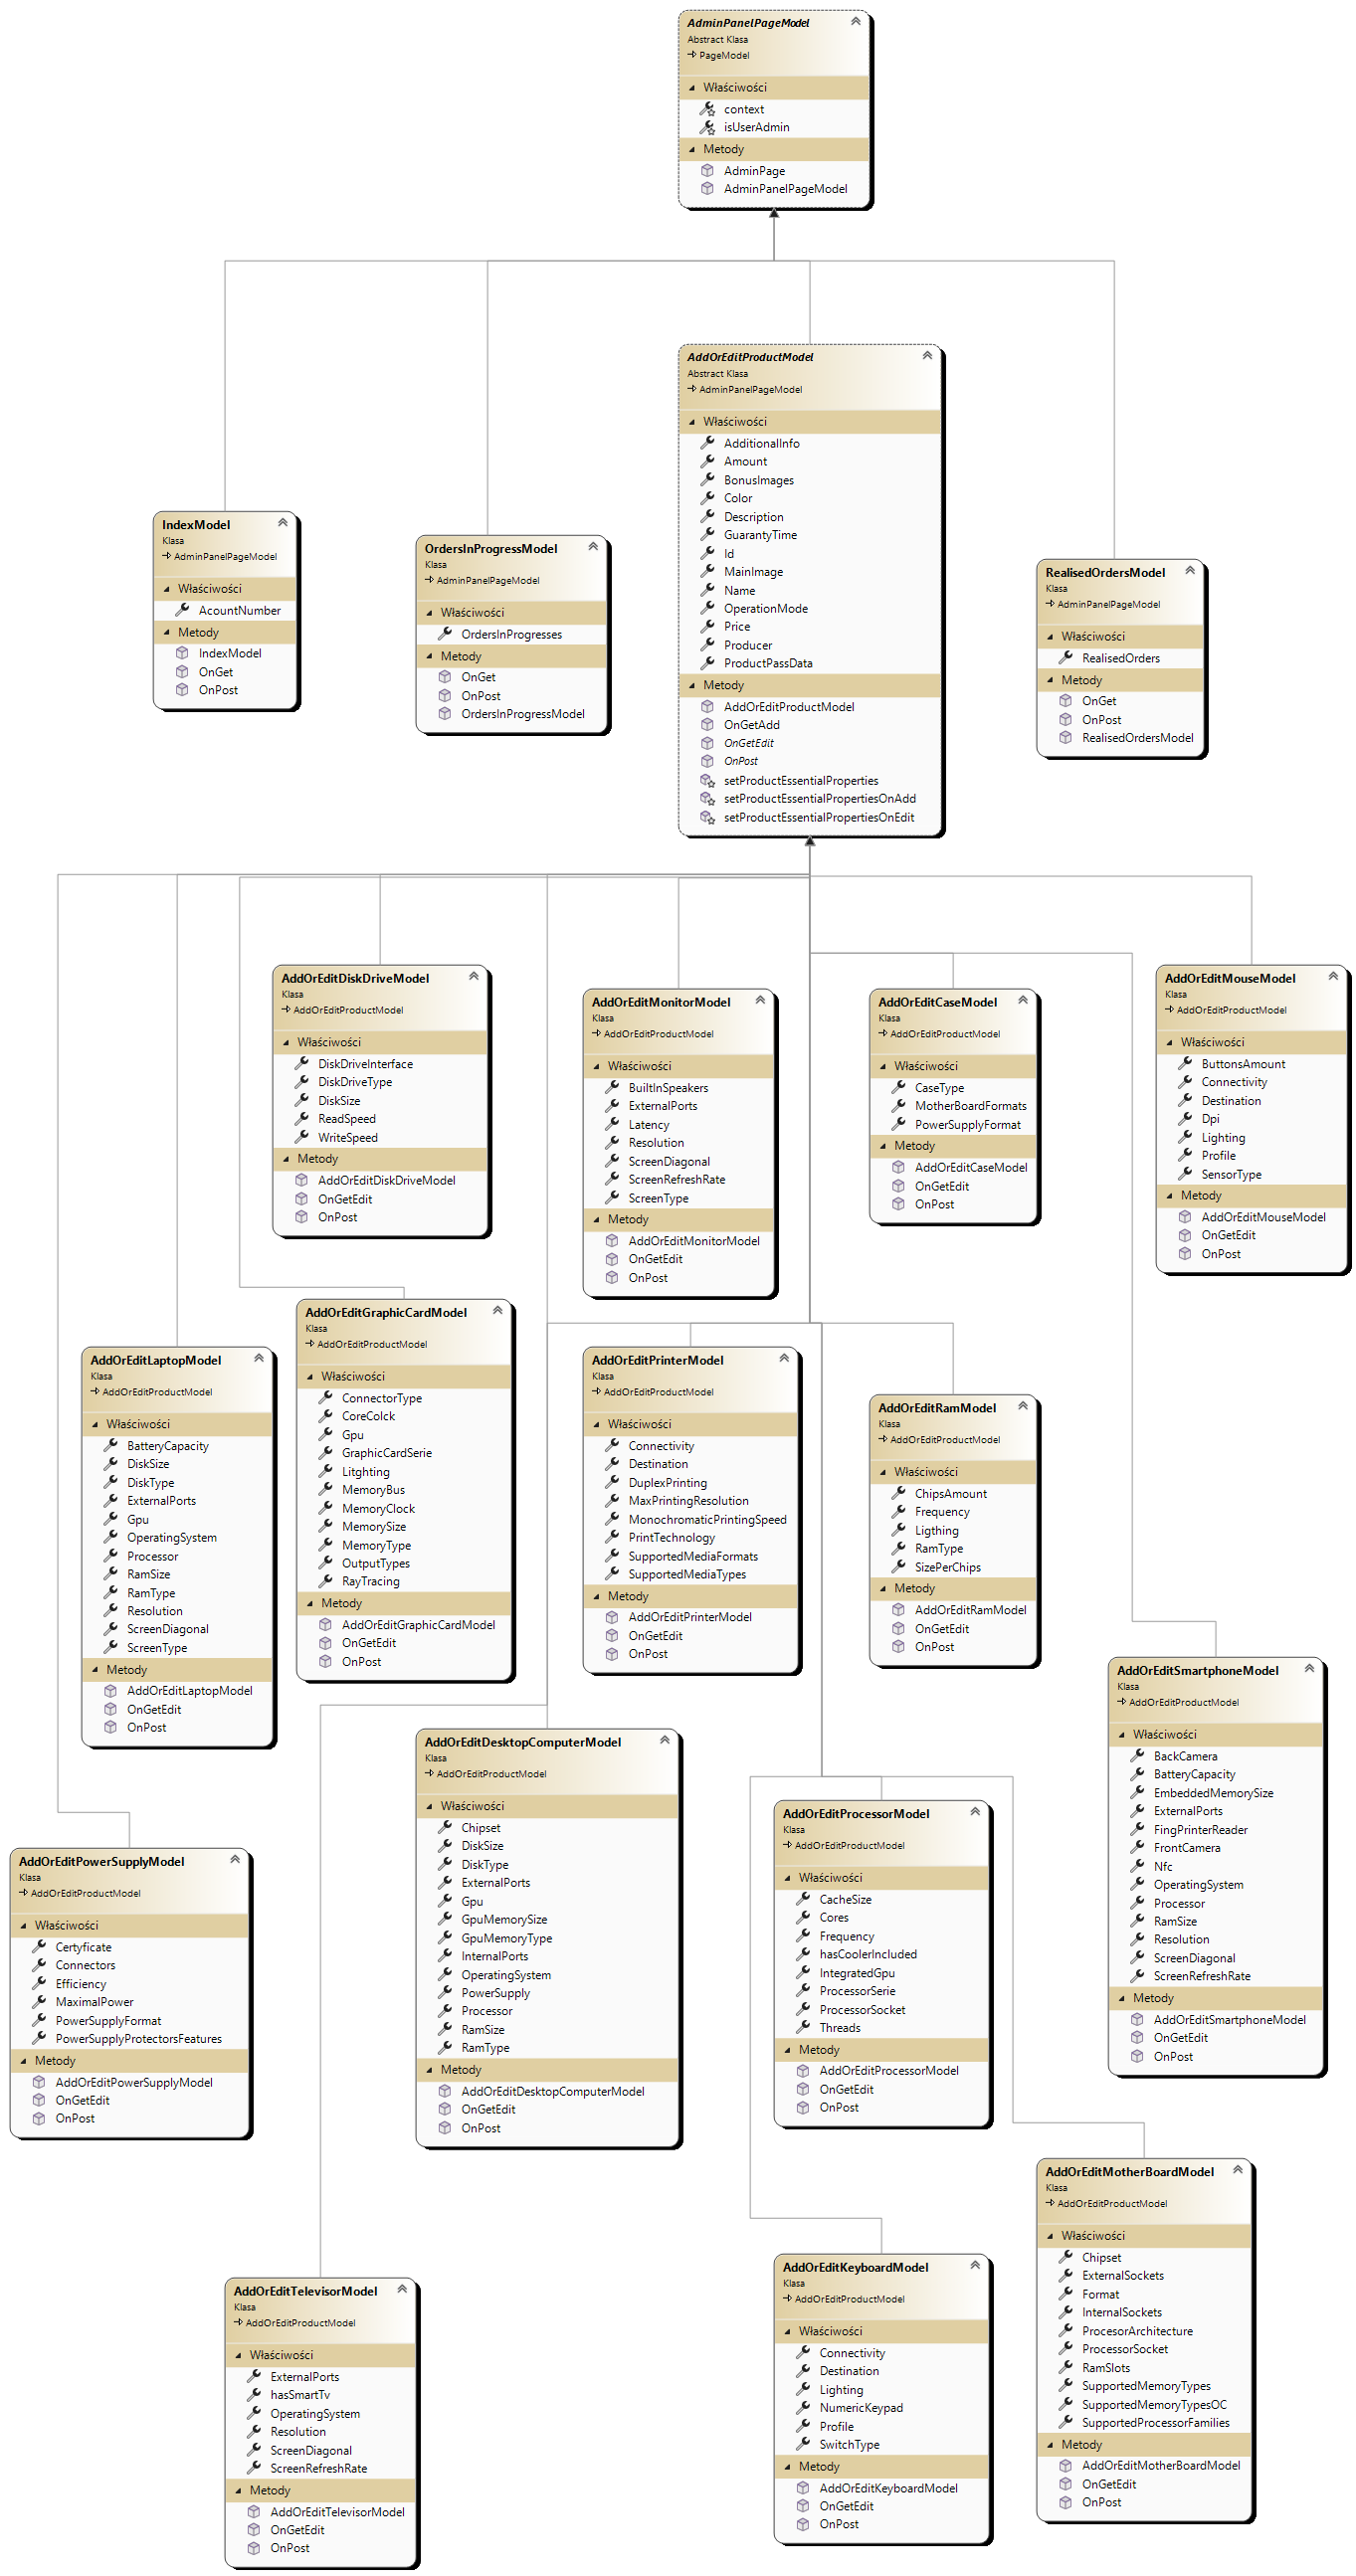 AdminPanelPageModel
Abstract Klasa
PageModel
Właściwości
context
isUserAdmin
Metody
AdminPage
AdminPanelPageModel
AddOrEditProductModel
Abstract Klasa
AdminPanelPageModel
Właściwości
AdditionalInfo
Amount
BonusImages
Color
Description
GuarantyTime
Id
MainImage
Name
OperationMode
Price
Producer
ProductPassData
Metody
AddOrEditProductModel
OnGetAdd
OnGetEdit
OnPost
setProductEssentialProperties
setProductEssentialPropertiesOnAdd
setProductEssentialPropertiesOnEdit
IndexModel
Klasa
AdminPanelPageModel
Właściwości
AcountNumber
Metody
IndexModel
OnGet
OnPost
OrdersInProgressModel
Klasa
AdminPanelPageModel
Właściwości
OrdersInProgresses
Metody
OnGet
OnPost
OrdersInProgressModel
RealisedOrdersModel
Klasa
AdminPanelPageModel
Właściwości
RealisedOrders
Metody
OnGet
OnPost
RealisedOrdersModel
AddOrEditDiskDriveModel
Klasa
AddOrEditProductModel
Właściwości
DiskDriveInterface
DiskDriveType
DiskSize
ReadSpeed
WriteSpeed
Metody
AddOrEditDiskDriveModel
OnGetEdit
OnPost
AddOrEditMonitorModel
Klasa
AddOrEditProductModel
Właściwości
BuiltInSpeakers
ExternalPorts
Latency
Resolution
ScreenDiagonal
ScreenRefreshRate
ScreenType
Metody
AddOrEditMonitorModel
OnGetEdit
OnPost
AddOrEditCaseModel
Klasa
AddOrEditProductModel
Właściwości
CaseType
MotherBoardFormats
PowerSupplyFormat
Metody
AddOrEditCaseModel
OnGetEdit
OnPost
AddOrEditMouseModel
Klasa
AddOrEditProductModel
Właściwości
ButtonsAmount
Connectivity
Destination
Dpi
Lighting
Profile
SensorType
Metody
AddOrEditMouseModel
OnGetEdit
OnPost
AddOrEditLaptopModel
Klasa
AddOrEditProductModel
Właściwości
BatteryCapacity
DiskSize
DiskType
ExternalPorts
Gpu
OperatingSystem
Processor
RamSize
RamType
Resolution
ScreenDiagonal
ScreenType
Metody
AddOrEditLaptopModel
OnGetEdit
OnPost
AddOrEditGraphicCardModel
Klasa
AddOrEditProductModel
Właściwości
ConnectorType
CoreColck
Gpu
GraphicCardSerie
Litghting
MemoryBus
MemoryClock
MemorySize
MemoryType
OutputTypes
RayTracing
Metody
AddOrEditGraphicCardModel
OnGetEdit
OnPost
AddOrEditPrinterModel
Klasa
AddOrEditProductModel
Właściwości
Connectivity
Destination
DuplexPrinting
MaxPrintingResolution
MonochromaticPrintingSpeed
PrintTechnology
SupportedMediaFormats
SupportedMediaTypes
Metody
AddOrEditPrinterModel
OnGetEdit
OnPost
AddOrEditRamModel
Klasa
AddOrEditProductModel
Właściwości
ChipsAmount
Frequency
Ligthing
RamType
SizePerChips
Metody
AddOrEditRamModel
OnGetEdit
OnPost
AddOrEditSmartphoneModel
Klasa
AddOrEditProductModel
Właściwości
BackCamera
BatteryCapacity
EmbeddedMemorySize
ExternalPorts
FingPrinterReader
FrontCamera
Nfc
OperatingSystem
Processor
RamSize
Resolution
ScreenDiagonal
ScreenRefreshRate
Metody
AddOrEditSmartphoneModel
OnGetEdit
OnPost
AddOrEditPowerSupplyModel
Klasa
AddOrEditProductModel
Właściwości
Certyficate
Connectors
Efficiency
MaximalPower
PowerSupplyFormat
PowerSupplyProtectorsFeatures
Metody
AddOrEditPowerSupplyModel
OnGetEdit
OnPost
AddOrEditDesktopComputerModel
Klasa
AddOrEditProductModel
Właściwości
Chipset
DiskSize
DiskType
ExternalPorts
Gpu
GpuMemorySize
GpuMemoryType
InternalPorts
OperatingSystem
PowerSupply
Processor
RamSize
RamType
Metody
AddOrEditDesktopComputerModel
OnGetEdit
OnPost
AddOrEditProcessorModel
Klasa
AddOrEditProductModel
Właściwości
CacheSize
Cores
Frequency
hasCoolerIncluded
IntegratedGpu
ProcessorSerie
ProcessorSocket
Threads
Metody
AddOrEditProcessorModel
OnGetEdit
OnPost
AddOrEditMotherBoardModel
Klasa
AddOrEditProductModel
Właściwości
Chipset
ExternalSockets
Format
InternalSockets
ProcesorArchitecture
ProcessorSocket
RamSlots
SupportedMemoryTypes
SupportedMemoryTypesOC
SupportedProcessorFamilies
Metody
AddOrEditMotherBoardModel
OnGetEdit
OnPost
AddOrEditTelevisorModel
Klasa
AddOrEditProductModel
Właściwości
ExternalPorts
hasSmartTv
OperatingSystem
Resolution
ScreenDiagonal
ScreenRefreshRate
Metody
AddOrEditTelevisorModel
OnGetEdit
OnPost
AddOrEditKeyboardModel
Klasa
AddOrEditProductModel
Właściwości
Connectivity
Destination
Lighting
NumericKeypad
Profile
SwitchType
Metody
AddOrEditKeyboardModel
OnGetEdit
OnPost